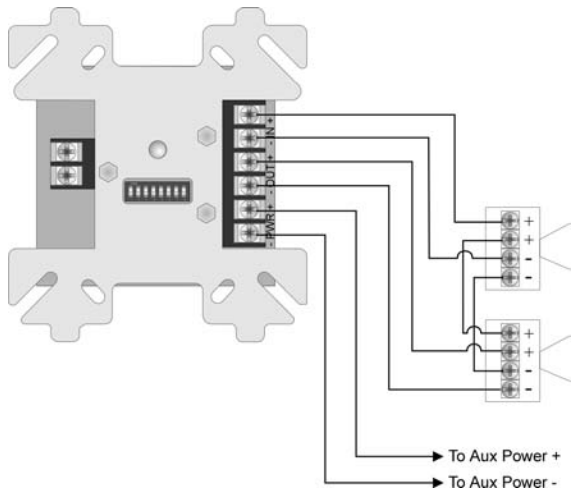 - IN +
- OUT +
- PWR +
+
+
-
-
+
+
-
-
To Aux Power +
To Aux Power -